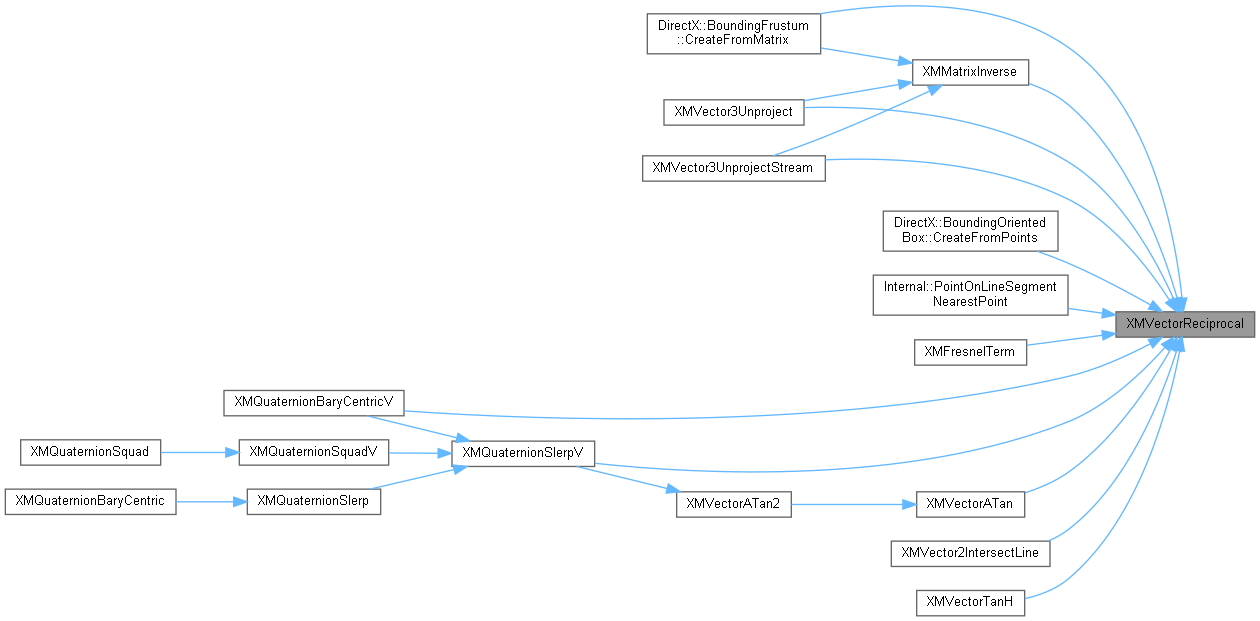 DirectX::BoundingFrustum
::CreateFromMatrix
XMMatrixInverse
XMVector3Unproject
XMVector3UnprojectStream
DirectX::BoundingOriented
Box::CreateFromPoints
Internal::PointOnLineSegment
NearestPoint
XMVectorReciprocal
XMFresnelTerm
XMQuaternionBaryCentricV
XMQuaternionSquad
XMQuaternionSquadV
XMQuaternionSlerpV
XMQuaternionBaryCentric
XMQuaternionSlerp
XMVectorATan2
XMVectorATan
XMVector2IntersectLine
XMVectorTanH